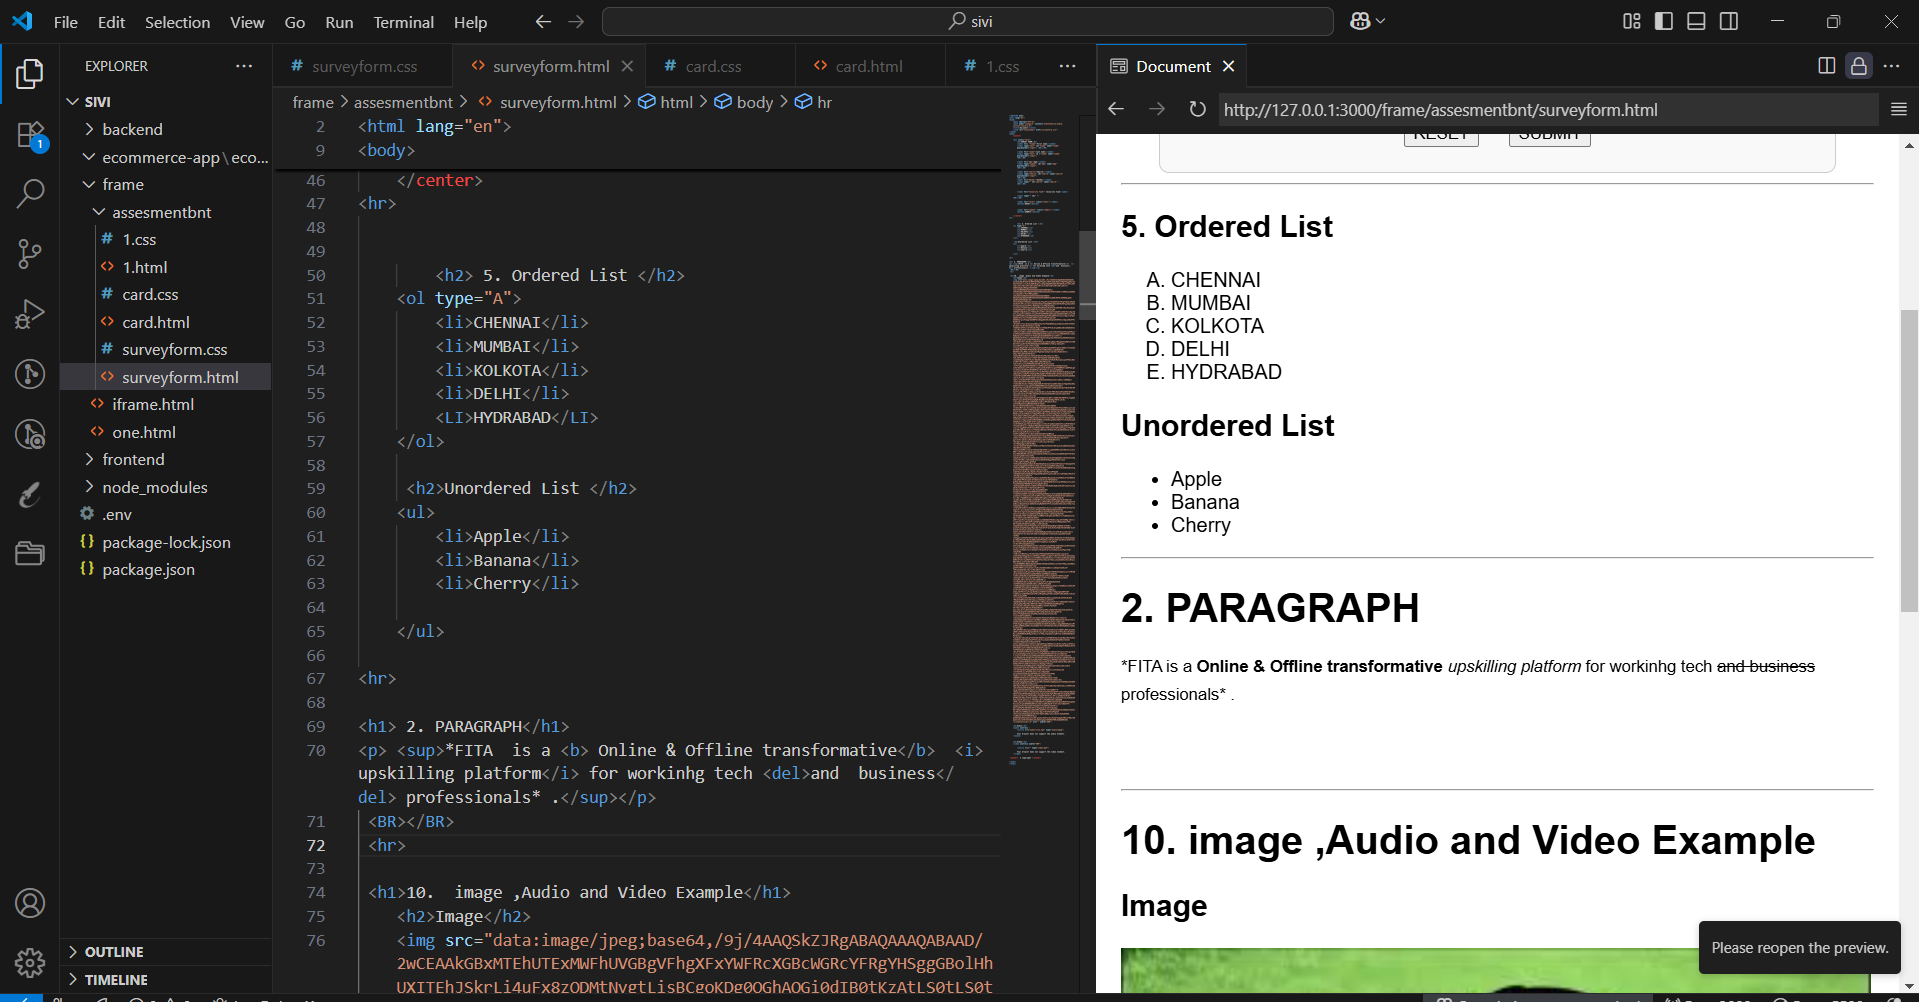 File Edit Selection View Go Run Terminal Help
sivi
EXPLORER
SIVI
backend
ecommerce-app\eco...
frame
assesmentbnt
# 1.css
<> 1.html
# card.css
<> card.html
# surveyform.css
<> surveyform.html
<> iframe.html
<> one.html
frontend
node_modules
.env
{} package-lock.json
{} package.json
OUTLINE
TIMELINE
1
# surveyform.css <> surveyform.html # card.css <> card.html # 1.css
frame > assesmentbnt > <> surveyform.html > html > body > hr
2 <html lang="en">
9 <body>
46 </center>
47 <hr>
48
49
50 <h2> 5. Ordered List </h2>
51 <ol type="A">
52 <li>CHENNAI</li>
53 <li>MUMBAI</li>
54 <li>KOLKOTA</li>
55 <li>DELHI</li>
56 <LI>HYDRABAD</LI>
57 </ol>
58
59 <h2>Unordered List </h2>
60 <ul>
61 <li>Apple</li>
62 <li>Banana</li>
63 <li>Cherry</li>
64
65 </ul>
66
67 <hr>
68
69 <h1> 2. PARAGRAPH</h1>
70 <p> <sup>*FITA  is a <b> Online & Offline transformative</b>  <i>
upskilling platform</i> for workinhg tech <del>and  business</
del> professionals* .</sup></p>
71 <BR></BR>
72 <hr>
73
74 <h1>10.  image ,Audio and Video Example</h1>
75 <h2>Image</h2>
76 <img src="data:image/jpeg;base64,/9j/4AAQSkZJRgABAQAAAQABAAD/
2wCEAAkGBxMTEhUTExMWFhUVGBgVFhgXFxYWFRcXGBcWGRcYFRgYHSggGBolHh
Document
http://127.0.0.1:3000/frame/assesmentbnt/surveyform.html
RESET SUBMIT
5. Ordered List
A. CHENNAI
B. MUMBAI
C. KOLKOTA
D. DELHI
E. HYDRABAD
Unordered List
• Apple
• Banana
• Cherry
2. PARAGRAPH
*FITA is a Online & Offline transformative upskilling platform for workinhg tech and business
professionals* .
10. image ,Audio and Video Example
Image
Please reopen the preview.